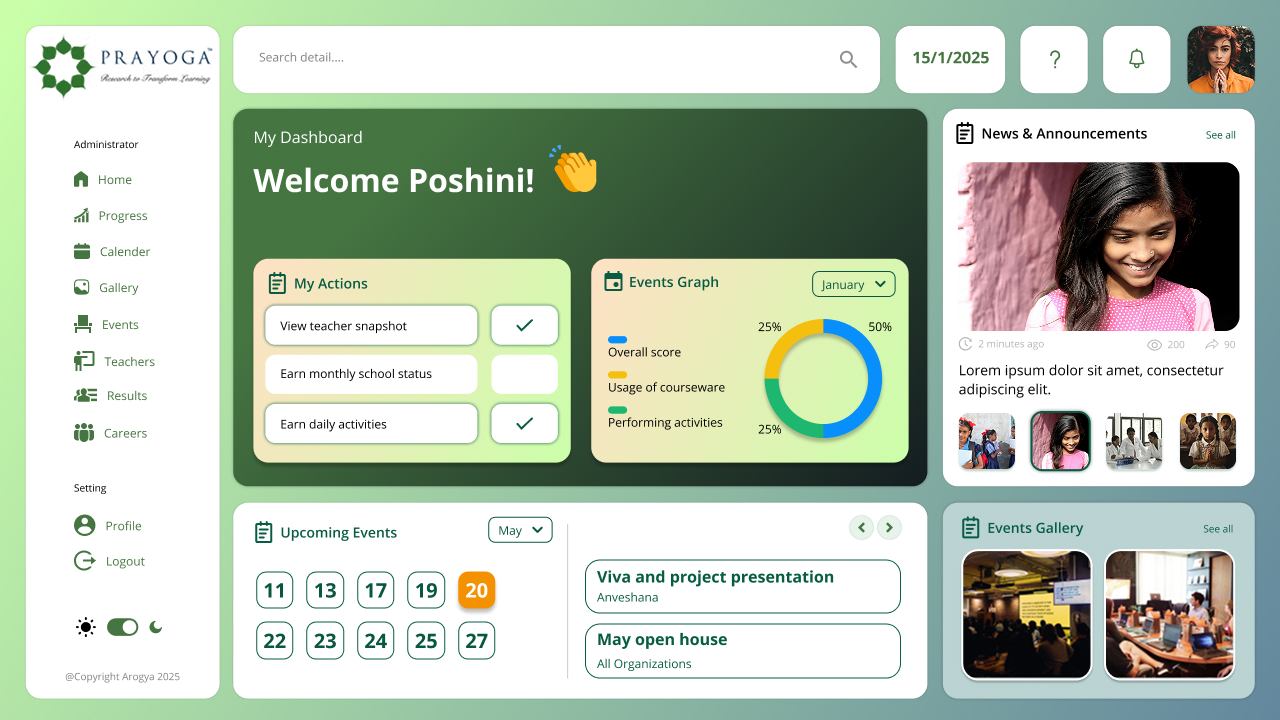 PRAYOGA™
Research to Transform Learning
Search detail....
15/1/2025
?
Administrator
Home
Progress
Calender
Gallery
Events
Teachers
Results
Careers
Setting
Profile
Logout
@Copyright Arogya 2025
My Dashboard
Welcome Poshini!
My Actions
View teacher snapshot
Earn monthly school status
Earn daily activities
Events Graph
January
25%
50%
Overall score
Usage of courseware
Performing activities
25%
News & Announcements
See all
2 minutes ago
200
90
Lorem ipsum dolor sit amet, consectetur
adipiscing elit.
Upcoming Events
May
11 13 17 19 20
22 23 24 25 27
Viva and project presentation
Anveshana
May open house
All Organizations
Events Gallery
See all